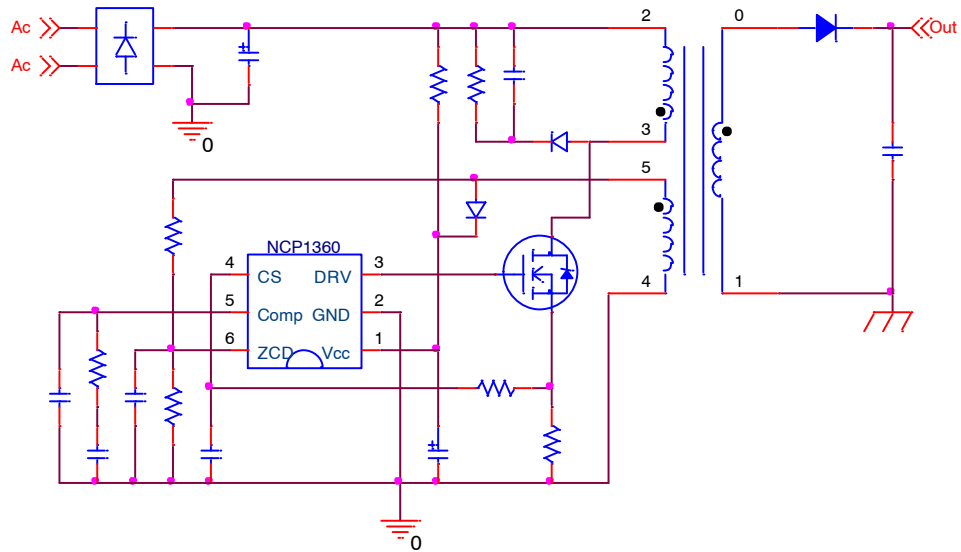 2 0
Ac Out
Ac
0
3
5
NCP1360
4 CS DRV 3
5 Comp GND 2
6 ZCD Vcc 1
4 1
0